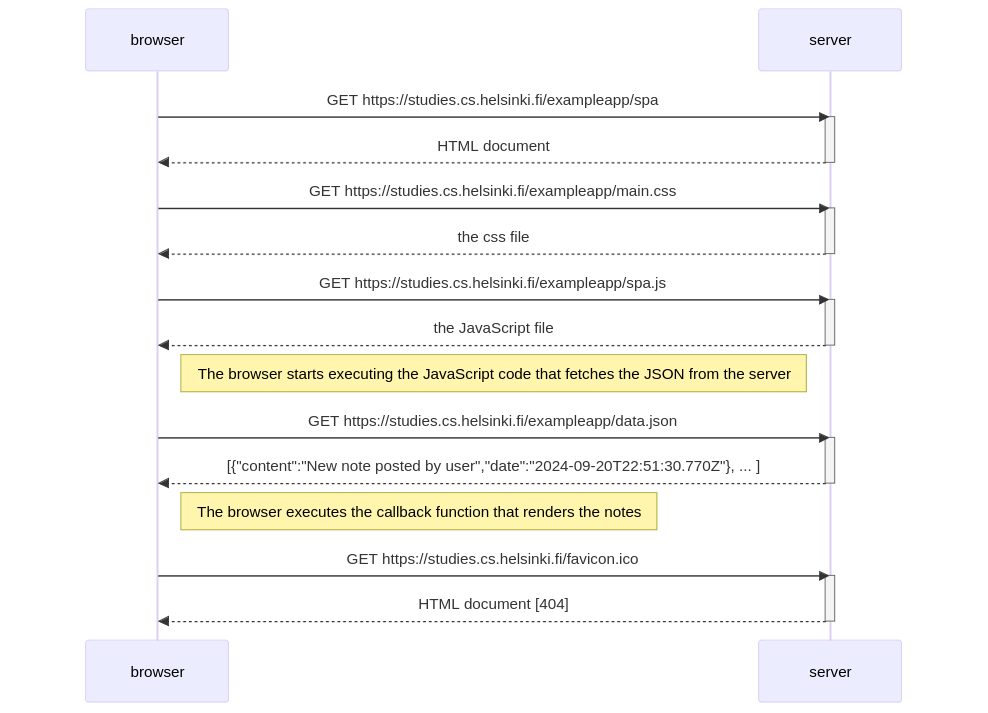 browser
server
GET https://studies.cs.helsinki.fi/exampleapp/spa
HTML document
GET https://studies.cs.helsinki.fi/exampleapp/main.css
the css file
GET https://studies.cs.helsinki.fi/exampleapp/spa.js
the JavaScript file
The browser starts executing the JavaScript code that fetches the JSON from the server
GET https://studies.cs.helsinki.fi/exampleapp/data.json
[{"content":"New note posted by user","date":"2024-09-20T22:51:30.770Z"}, ... ]
The browser executes the callback function that renders the notes
GET https://studies.cs.helsinki.fi/favicon.ico
HTML document [404]
browser
server